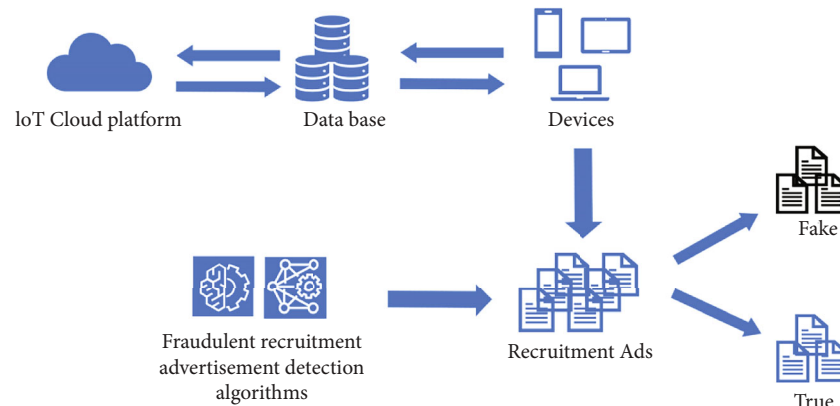 loT Cloud platform
Data base
Devices
Fake
Fraudulent recruitment
advertisement detection
algorithms
Recruitment Ads
True